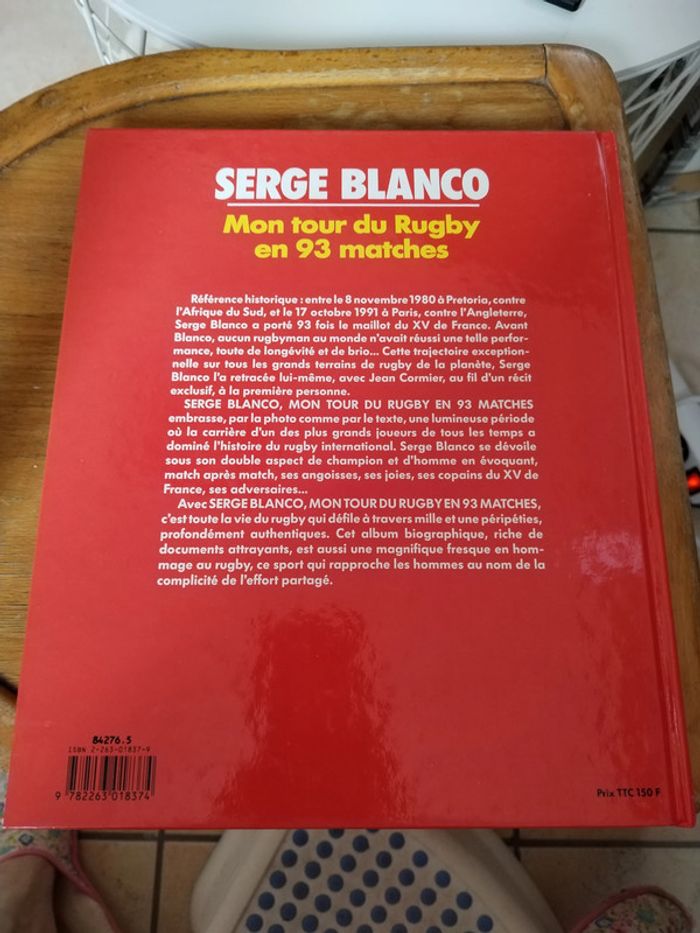 SERGE BLANCO
Mon tour du Rugby
en 93 matches
Référence historique : entre le 8 novembre 1980 à Pretoria, contre
l'Afrique du Sud, et le 17 octobre 1991 à Paris, contre l'Angleterre,
Serge Blanco a porté 93 fois le maillot du XV de France. Avant
Blanco, aucun rugbyman au monde n'avait réussi une telle perfor-
mance, toute de longévité et de brio... Cette trajectoire exception-
nelle sur tous les grands terrains de rugby de la planète, Serge
Blanco l'a retracée lui-même, avec Jean Cormier, au fil d'un récit
exclusif, à la première personne.
SERGE BLANCO, MON TOUR DU RUGBY EN 93 MATCHES
embrasse, par la photo comme par le texte, une lumineuse période
où la carrière d'un des plus grands joueurs de tous les temps a
dominé l'histoire du rugby international. Serge Blanco se dévoile
sous son double aspect de champion et d'homme en évoquant,
match après match, ses angoisses, ses joies, ses copains du XV de
France, ses adversaires...
Avec SERGE BLANCO, MON TOUR DU RUGBY EN 93 MATCHES,
c'est toute la vie du rugby qui défile à travers mille et une péripéties,
profondément authentiques. Cet album biographique, riche de
documents attrayants, est aussi une magnifique fresque en hom-
mage au rugby, ce sport qui rapproche les hommes au nom de la
complicité de l'effort partagé.
84276.5
ISBN 2-263-01837-9
9 782263 018374
Prix TTC 150 F